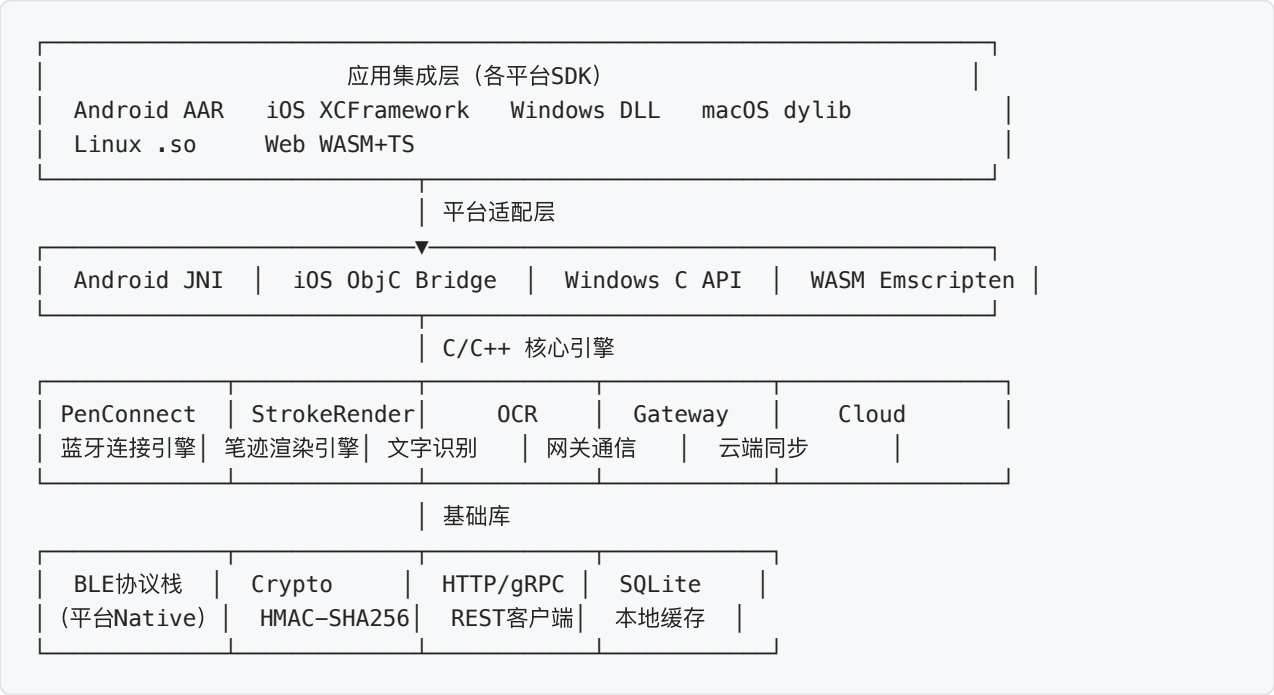 应用集成层（各平台SDK）
Android AAR   iOS XCFramework   Windows DLL   macOS dylib
Linux .so     Web WASM+TS
平台适配层
Android JNI │ iOS ObjC Bridge │ Windows C API │ WASM Emscripten
C/C++ 核心引擎
PenConnect │ StrokeRender│ OCR │ Gateway │ Cloud
蓝牙连接引擎│ 笔迹渲染引擎│ 文字识别 │ 网关通信 │ 云端同步
基础库
BLE协议栈 │ Crypto │ HTTP/gRPC │ SQLite
（平台Native）│ HMAC-SHA256│ REST客户端│ 本地缓存